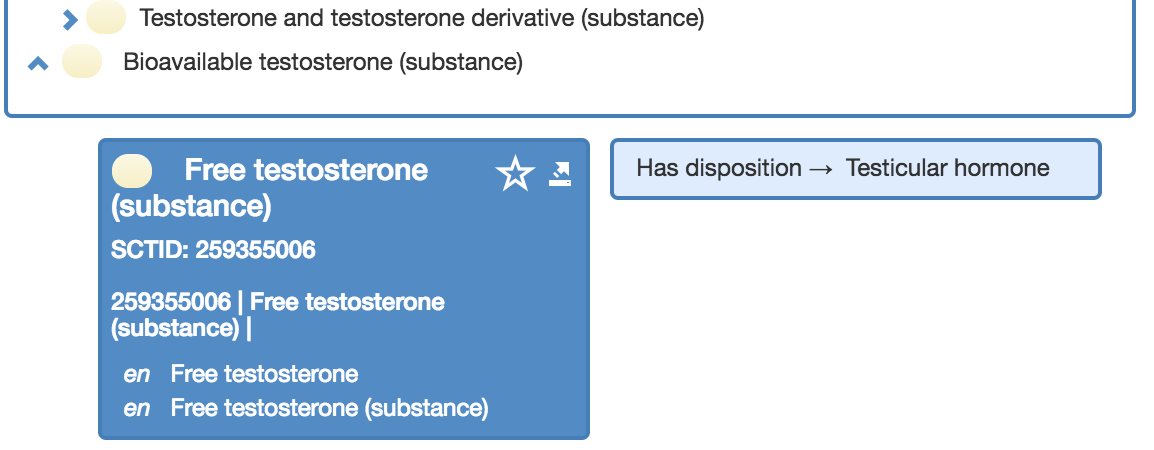 Testosterone and testosterone derivative (substance)
Bioavailable testosterone (substance)
Free testosterone
(substance)
SCTID: 259355006
259355006 | Free testosterone
(substance) |
en Free testosterone
en Free testosterone (substance)
Has disposition → Testicular hormone